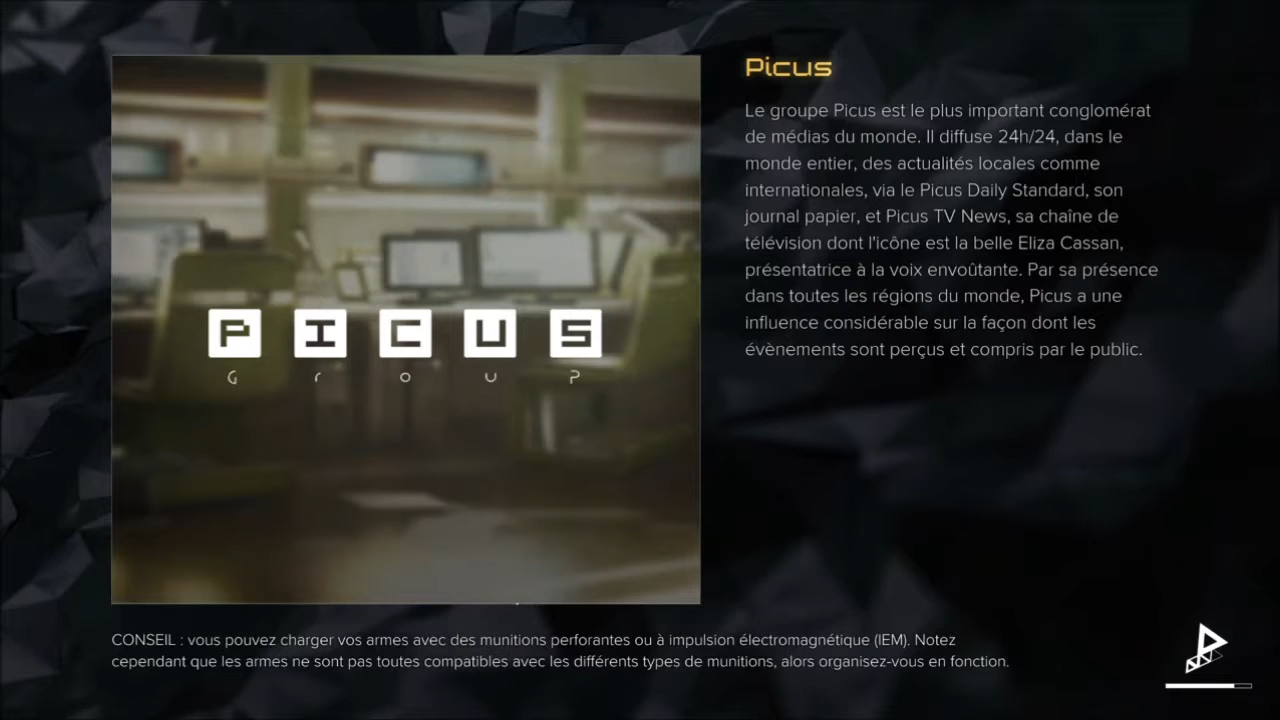 Picus
Le groupe Picus est le plus important conglomérat
de médias du monde. Il diffuse 24h/24, dans le
monde entier, des actualités locales comme
internationales, via le Picus Daily Standard, son
journal papier, et Picus TV News, sa chaîne de
télévision dont l'icône est la belle Eliza Cassan,
présentatrice à la voix envoûtante. Par sa présence
dans toutes les régions du monde, Picus a une
influence considérable sur la façon dont les
évènements sont perçus et compris par le public.
PICUS
Group
CONSEIL : vous pouvez charger vos armes avec des munitions perforantes ou à impulsion électromagnétique (IEM). Notez
cependant que les armes ne sont pas toutes compatibles avec les différents types de munitions, alors organisez-vous en fonction.